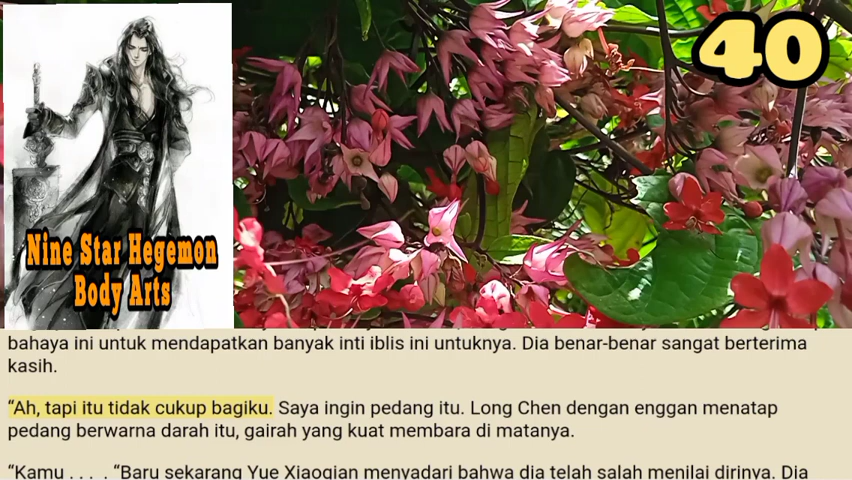 40
Nine Star Hegemon
Body Arts
bahaya ini untuk mendapatkan banyak inti iblis ini untuknya. Dia benar-benar sangat berterima
kasih.
“Ah, tapi itu tidak cukup bagiku. Saya ingin pedang itu. Long Chen dengan enggan menatap
pedang berwarna darah itu, gairah yang kuat membara di matanya.
“Kamu . . . . “Baru sekarang Yue Xiaoqian menyadari bahwa dia telah salah menilai dirinya. Dia